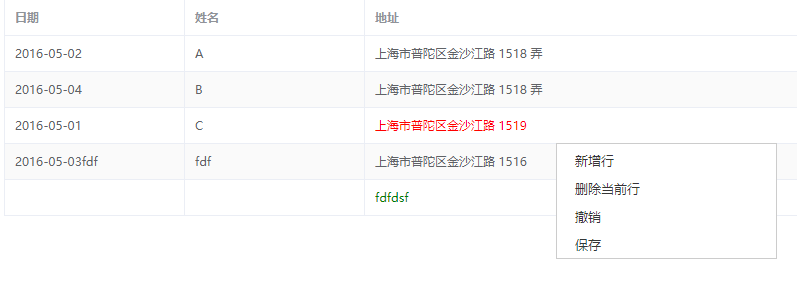 日期 姓名 地址
2016-05-02 A 上海市普陀区金沙江路 1518 弄
2016-05-04 B 上海市普陀区金沙江路 1518 弄
2016-05-01 C 上海市普陀区金沙江路 1519
2016-05-03fdf fdf 上海市普陀区金沙江路 1516
fdfdsf
新增行
删除当前行
撤销
保存